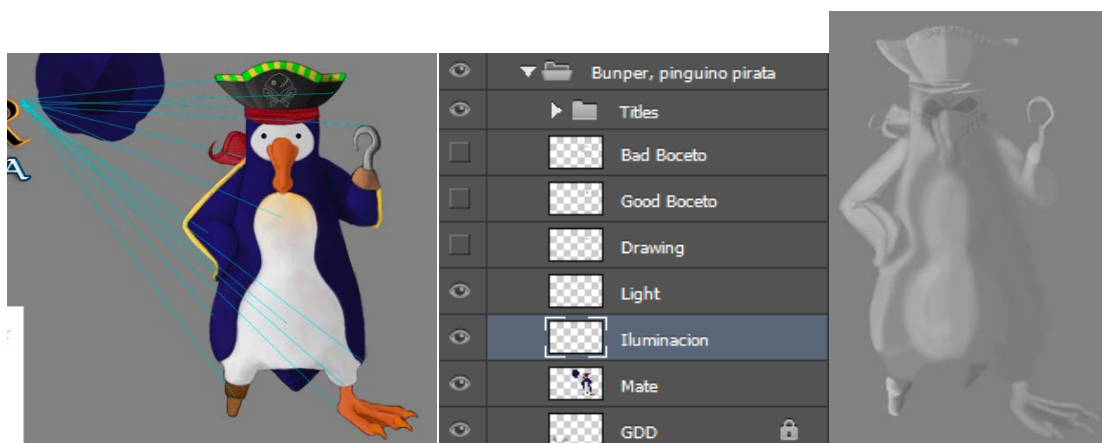 R
A
Bunper, pinguino pirata
Titles
Bad Boceto
Good Boceto
Drawing
Light
Iluminacion
Mate
GDD